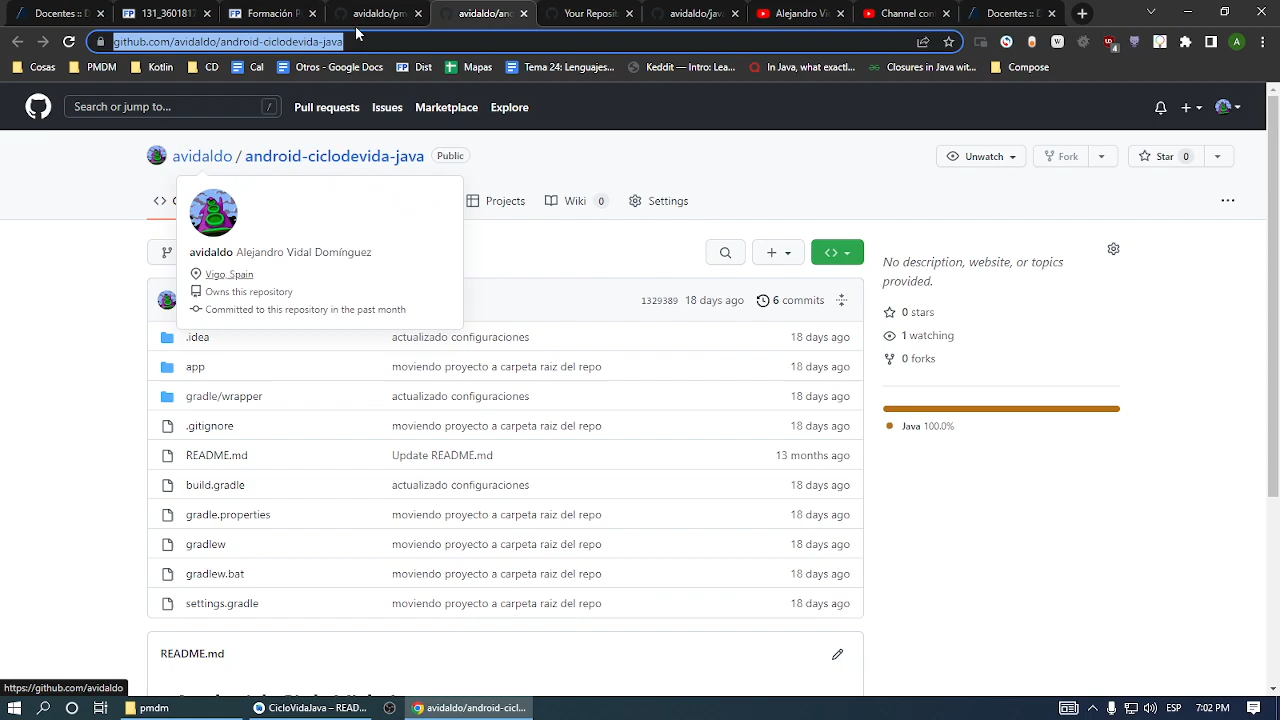 Docentes :: D
131_3601812
Formación P
avidaldo/pm
avidaldo/an
Your Reposit
avidaldo/jav
Alejandro Vi
Channel con
Docentes :: D
github.com/avidaldo/android-ciclodevida-java
Cosas
PMDM
Kotlin
CD
Cal
Otros - Google Docs
Dist
Mapas
Tema 24: Lenguajes...
Keddit — Intro: Lea...
In Java, what exactl...
Closures in Java wit...
Compose
Search or jump to... /
Pull requests Issues Marketplace Explore
avidaldo / android-ciclodevida-java Public
Unwatch
Fork
Star 0
Projects
Wiki 0
Settings
avidaldo Alejandro Vidal Domínguez
Vigo, Spain
Owns this repository
Committed to this repository in the past month
1329389 18 days ago 6 commits
.idea actualizado configuraciones 18 days ago
app moviendo proyecto a carpeta raiz del repo 18 days ago
gradle/wrapper actualizado configuraciones 18 days ago
.gitignore moviendo proyecto a carpeta raiz del repo 18 days ago
README.md Update README.md 13 months ago
build.gradle actualizado configuraciones 18 days ago
gradle.properties moviendo proyecto a carpeta raiz del repo 18 days ago
gradlew moviendo proyecto a carpeta raiz del repo 18 days ago
gradlew.bat moviendo proyecto a carpeta raiz del repo 18 days ago
settings.gradle moviendo proyecto a carpeta raiz del repo 18 days ago
No description, website, or topics
provided.
0 stars
1 watching
0 forks
Java 100.0%
README.md
https://github.com/avidaldo
pmdm
CicloVidaJava – READ...
avidaldo/android-cicl...
ESP
7:02 PM